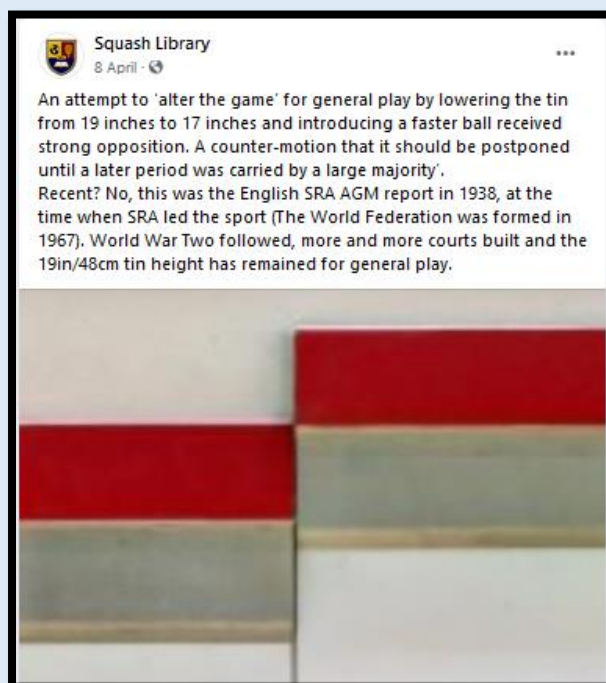 Squash Library
8 April ·
An attempt to ‘alter the game’ for general play by lowering the tin
from 19 inches to 17 inches and introducing a faster ball received
strong opposition. A counter-motion that it should be postponed
until a later period was carried by a large majority’.
Recent? No, this was the English SRA AGM report in 1938, at the
time when SRA led the sport (The World Federation was formed in
1967). World War Two followed, more and more courts built and the
19in/48cm tin height has remained for general play.